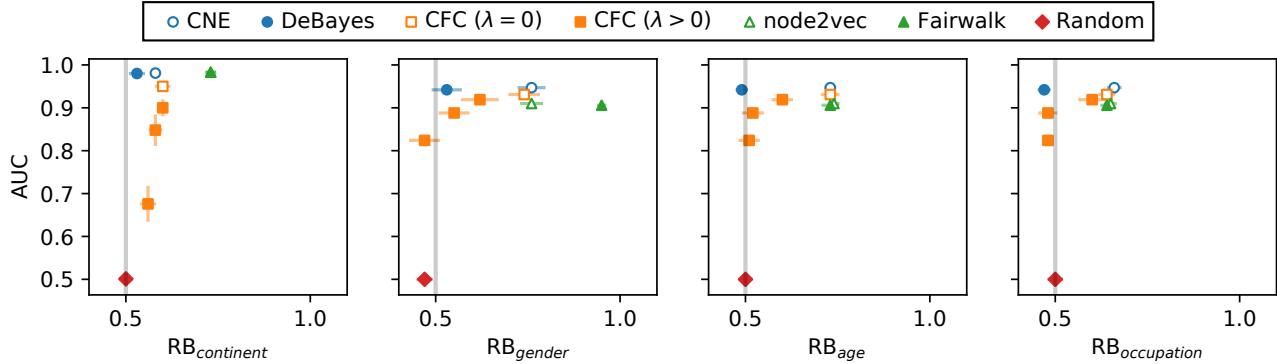 CNE DeBayes CFC (λ = 0) CFC (λ > 0) node2vec Fairwalk Random
AUC
1.0
0.9
0.8
0.7
0.6
0.5
0.5 1.0 0.5 1.0 0.5 1.0 0.5 1.0
RB_continent RB_gender RB_age RB_occupation